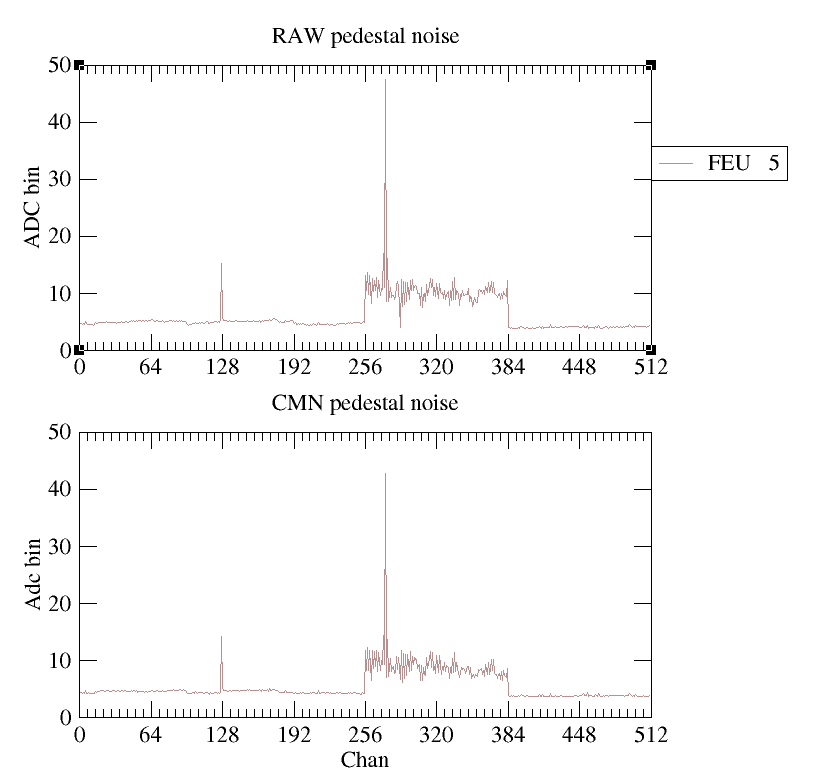 RAW pedestal noise
50
40
30
20
10
0
ADC bin
0 64 128 192 256 320 384 448 512
FEU 5
CMN pedestal noise
50
40
30
20
10
0
Adc bin
0 64 128 192 256 320 384 448 512
Chan